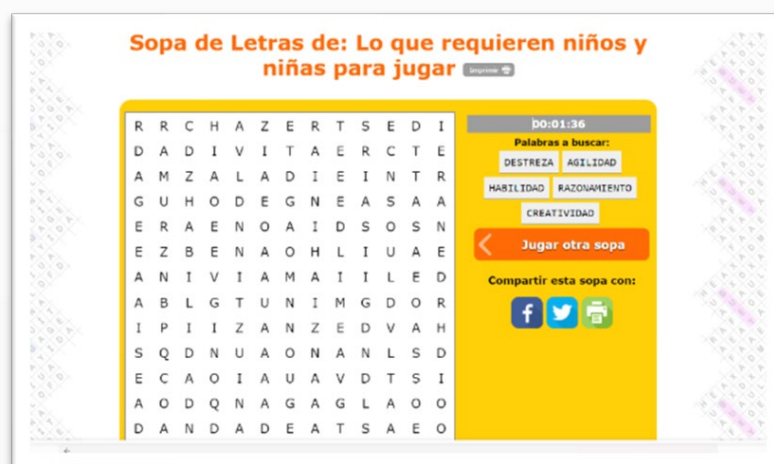 Sopa de Letras de: Lo que requieren niños y
niñas para jugar Imprimir
R R C H A Z E R T S E D I
D A D I V I T A E R C T E
A M Z A L A D I E I N T R
G U H O D E G N E A S A A
E R A E N O A I D S O S N
E Z B E N A O H L I U A E
A N I V I A M A I I L E D
A B L G T U N I M G D O R
I P I I Z A N Z E D V A H
S Q D N U A O N A N L S D
E C A O I A U A V D T S I
A O D Q N A G A G L A O O
D A N D A D E A T S A E O
00:01:36
Palabras a buscar:
DESTREZA AGILIDAD
HABILIDAD RAZONAMIENTO
CREATIVIDAD
Jugar otra sopa
Compartir esta sopa con: